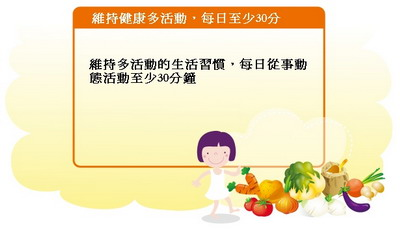 維持健康多活動，每日至少30分
維持多活動的生活習慣，每日從事動
態活動至少30分鐘